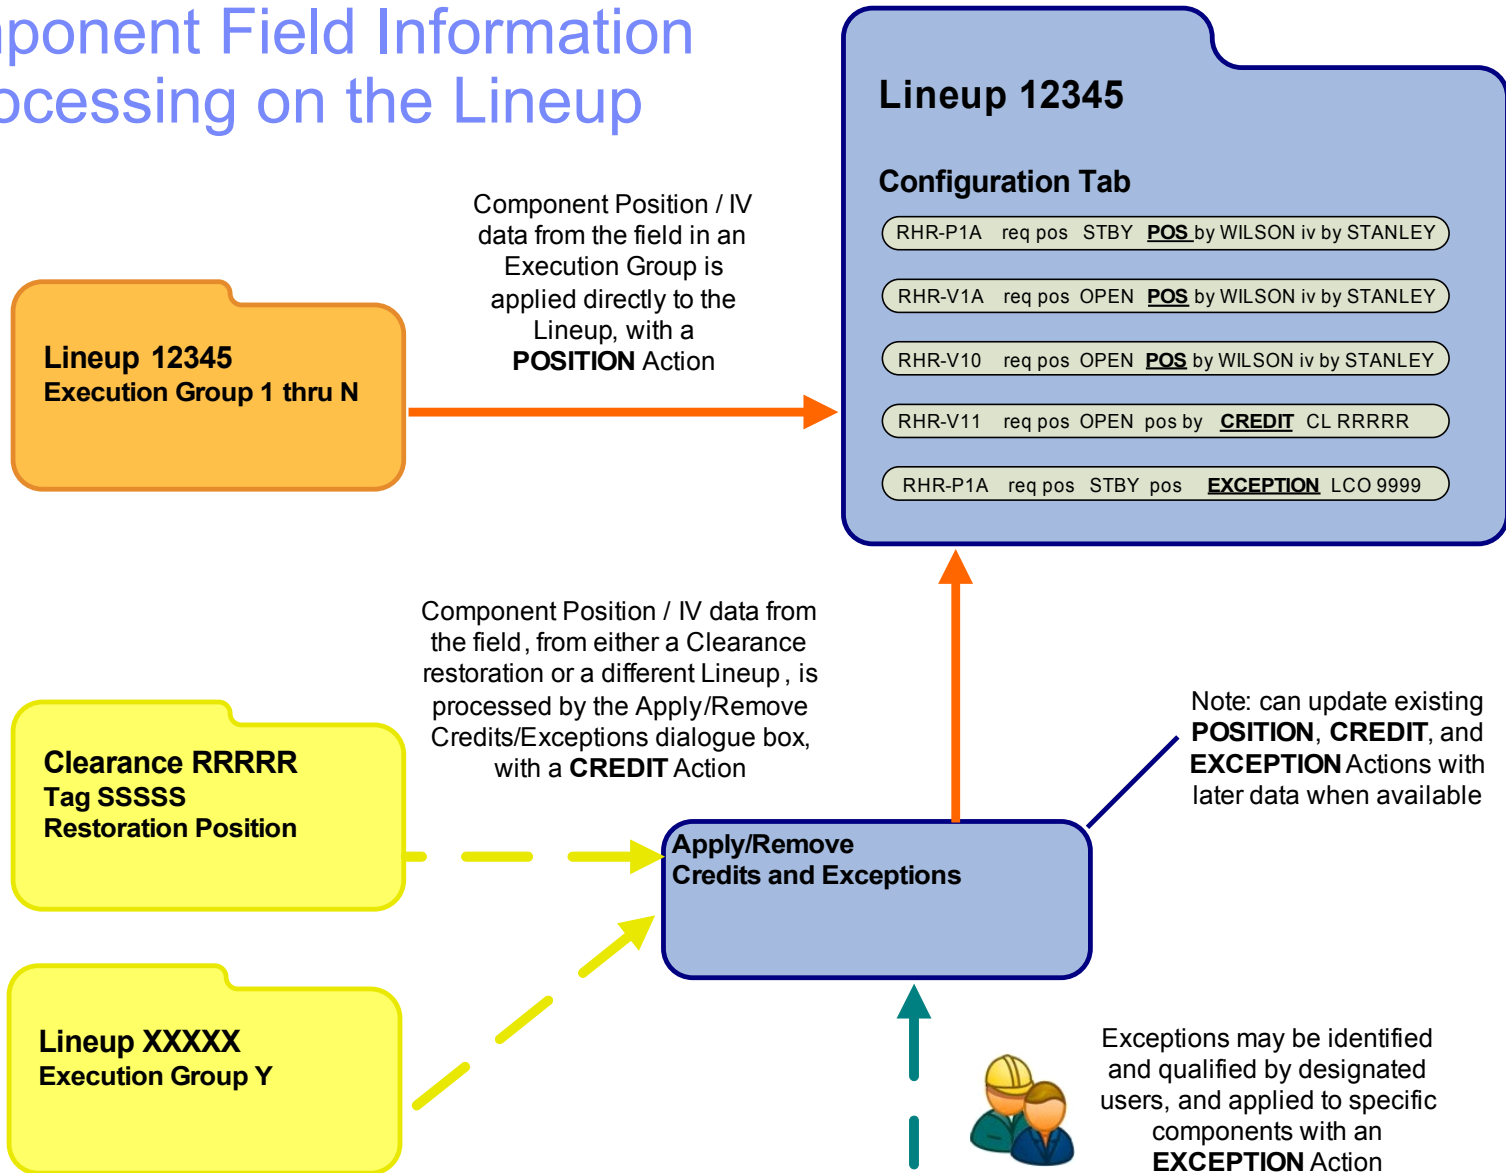 ponent Field Information
ocessing on the Lineup
Lineup 12345
Configuration Tab
RHR-P1A req pos STBY POS by WILSON iv by STANLEY
RHR-V1A req pos OPEN POS by WILSON iv by STANLEY
RHR-V10 req pos OPEN POS by WILSON iv by STANLEY
RHR-V11 req pos OPEN pos by CREDIT CL RRRRR
RHR-P1A req pos STBY pos EXCEPTION LCO 9999
Component Position / IV
data from the field in an
Execution Group is
applied directly to the
Lineup, with a
POSITION Action
Lineup 12345
Execution Group 1 thru N
Component Position / IV data from
the field, from either a Clearance
restoration or a different Lineup, is
processed by the Apply/Remove
Credits/Exceptions dialogue box,
with a CREDIT Action
Note: can update existing
POSITION, CREDIT, and
EXCEPTION Actions with
later data when available
Clearance RRRRR
Tag SSSSS
Restoration Position
Apply/Remove
Credits and Exceptions
Lineup XXXXX
Execution Group Y
Exceptions may be identified
and qualified by designated
users, and applied to specific
components with an
EXCEPTION Action